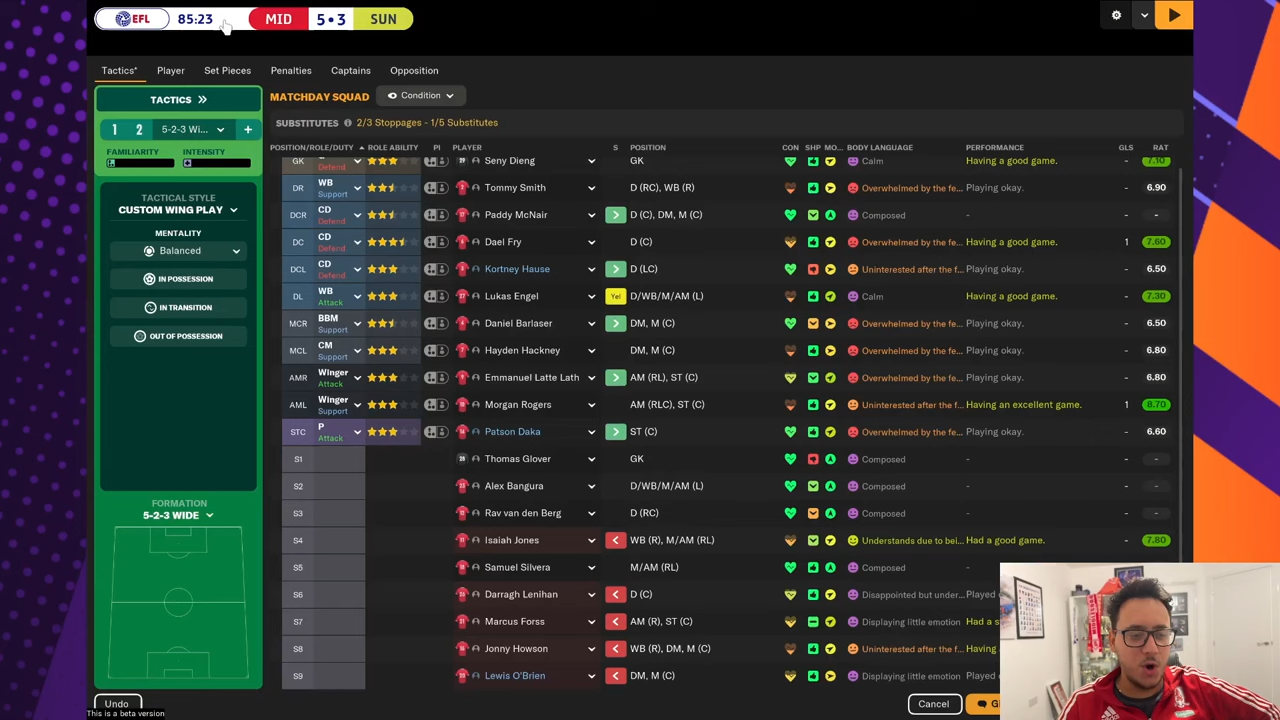 EFL 85:23 MID 5•3 SUN
Tactics* Player Set Pieces Penalties Captains Opposition
TACTICS
1 2 5-2-3 Wi... +
FAMILIARITY INTENSITY
TACTICAL STYLE
CUSTOM WING PLAY
MENTALITY
Balanced
IN POSSESSION
IN TRANSITION
OUT OF POSSESSION
FORMATION
5-2-3 WIDE
MATCHDAY SQUAD Condition
SUBSTITUTES 2/3 Stoppages - 1/5 Substitutes
POSITION/ROLE/DUTY ROLE ABILITY PI PLAYER S POSITION CON SHP MO... BODY LANGUAGE PERFORMANCE GLS RAT
GK Defend Seny Dieng GK Calm Having a good game. - 7.10
DR WB Support Tommy Smith D (RC), WB (R) Overwhelmed by the fe... Playing okay. - 6.90
DCR CD Defend Paddy McNair D (C), DM, M (C) Composed - - -
DC CD Defend Dael Fry D (C) Overwhelmed by the fe... Having a good game. 1 7.60
DCL CD Defend Kortney Hause D (LC) Uninterested after the f... Playing okay. - 6.50
DL WB Attack Lukas Engel Yel D/WB/M/AM (L) Calm Having a good game. - 7.30
MCR BBM Support Daniel Barlaser DM, M (C) Overwhelmed by the fe... Playing okay. - 6.50
MCL CM Support Hayden Hackney DM, M (C) Overwhelmed by the fe... Playing okay. - 6.80
AMR Winger Attack Emmanuel Latte Lath AM (RL), ST (C) Overwhelmed by the fe... Playing okay. - 6.80
AML Winger Support Morgan Rogers AM (RLC), ST (C) Uninterested after the f... Having an excellent game. 1 8.70
STC P Attack Patson Daka ST (C) Overwhelmed by the fe... Playing okay. - 6.60
S1 Thomas Glover GK Composed - - -
S2 Alex Bangura D/WB/M/AM (L) Composed - - -
S3 Rav van den Berg D (RC) Composed - - -
S4 Isaiah Jones WB (R), M/AM (RL) Understands due to bei... Had a good game. - 7.80
S5 Samuel Silvera M/AM (RL) Composed -
S6 Darragh Lenihan D (C) Disappointed but under... Played
S7 Marcus Forss AM (R), ST (C) Displaying little emotion Had a s
S8 Jonny Howson D (R), DM, M (C) Uninterested after the f... Having
S9 Lewis O'Brien DM, M (C) Displaying little emotion Played
Undo Cancel
This is a beta version